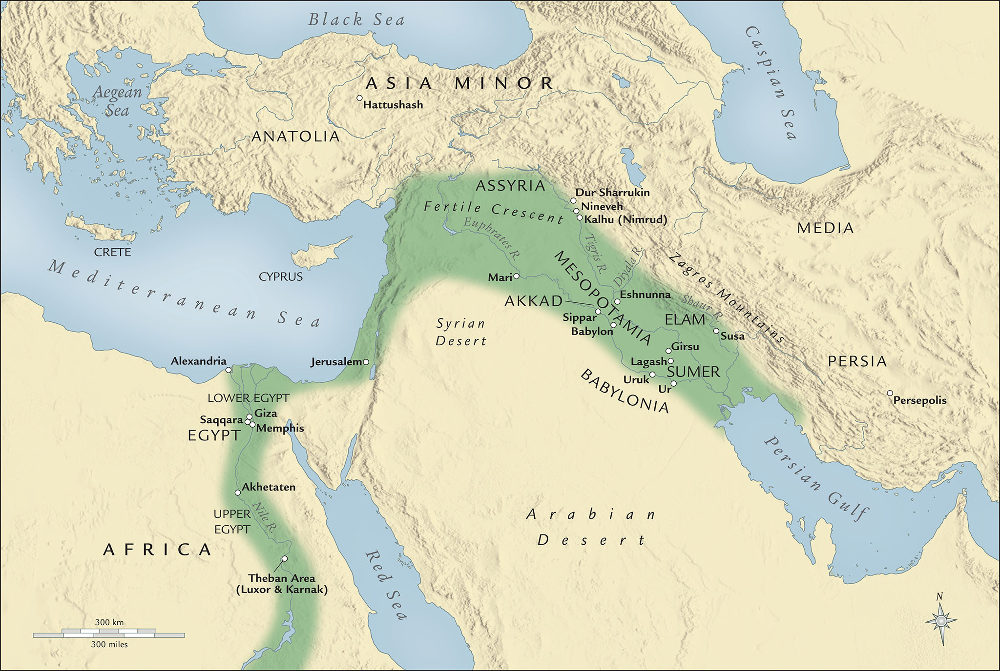 Black Sea
Caspian Sea
Aegean
Sea
ASIA MINOR
Hattushash
ANATOLIA
ASSYRIA
Dur Sharrukin
Nineveh
Kalhu (Nimrud)
Fertile Crescent
Euphrates R.
Tigris R.
Diyala R.
MEDIA
CRETE
CYPRUS
Mediterranean Sea
Zagros Mountains
Mari
MESOPOTAMIA
AKKAD
Eshnunna
Shaur R.
Sippar
ELAM
Babylon
Susa
Syrian
Desert
Girsu
Lagash
SUMER
Uruk
Ur
BABYLONIA
PERSIA
Persepolis
Alexandria
Jerusalem
LOWER EGYPT
Giza
Saqqara
Memphis
EGYPT
Persian Gulf
Akhetaten
Nile R.
UPPER
EGYPT
Arabian
Desert
AFRICA
Red Sea
Theban Area
(Luxor & Karnak)
N
300 km
300 miles